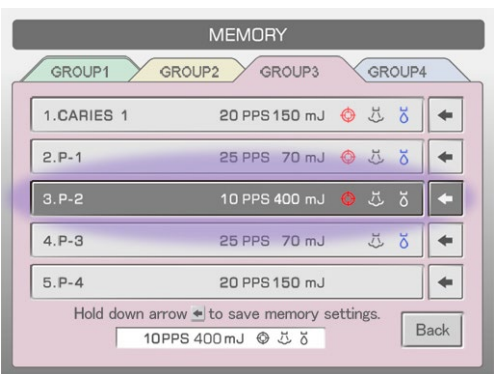 MEMORY
GROUP1 GROUP2 GROUP3 GROUP4
1.CARIES 1 20 PPS 150 mJ
2.P-1 25 PPS 70 mJ
3.P-2 10 PPS 400 mJ
4.P-3 25 PPS 70 mJ
5.P-4 20 PPS 150 mJ
Hold down arrow to save memory settings.
10PPS 400mJ
Back